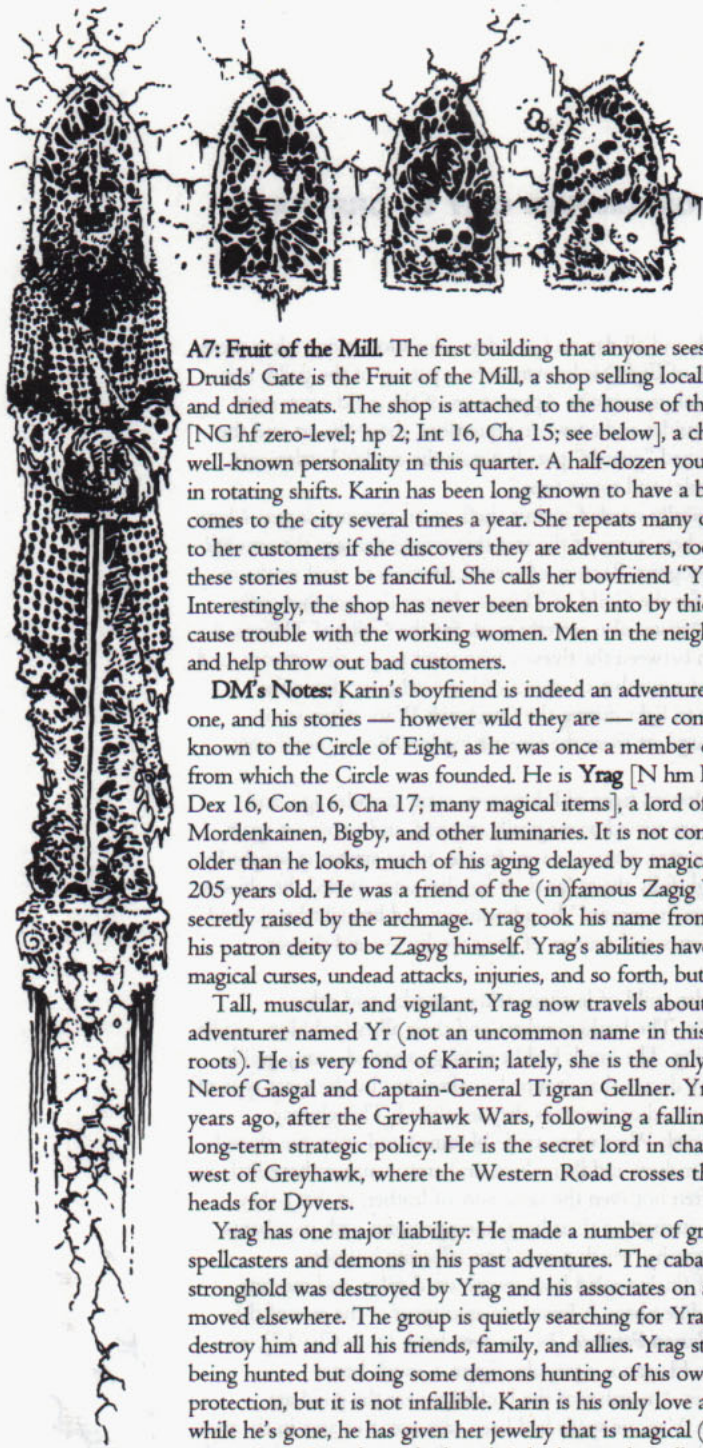 A7: Fruit of the Mill. The first building that anyone sees
Druids' Gate is the Fruit of the Mill, a shop selling locall
and dried meats. The shop is attached to the house of th
[NG hf zero-level; hp 2; Int 16, Cha 15; see below], a ch
well-known personality in this quarter. A half-dozen you
in rotating shifts. Karin has been long known to have a b
comes to the city several times a year. She repeats many o
to her customers if she discovers they are adventurers, too
these stories must be fanciful. She calls her boyfriend “Y
Interestingly, the shop has never been broken into by thie
cause trouble with the working women. Men in the neigh
and help throw out bad customers.
DM's Notes: Karin's boyfriend is indeed an adventure
one, and his stories — however wild they are — are com
known to the Circle of Eight, as he was once a member o
from which the Circle was founded. He is Yrag [N hm
Dex 16, Con 16, Cha 17; many magical items], a lord of
Mordenkainen, Bigby, and other luminaries. It is not com
older than he looks, much of his aging delayed by magic
205 years old. He was a friend of the (in)famous Zagig
secretly raised by the archmage. Yrag took his name from
his patron deity to be Zagyg himself. Yrag's abilities have
magical curses, undead attacks, injuries, and so forth, but
Tall, muscular, and vigilant, Yrag now travels about
adventurer named Yr (not an uncommon name in this
roots). He is very fond of Karin; lately, she is the only
Nerof Gasgal and Captain-General Tigran Gellner. Yr
years ago, after the Greyhawk Wars, following a fallin
long-term strategic policy. He is the secret lord in cha
west of Greyhawk, where the Western Road crosses th
heads for Dyvers.
Yrag has one major liability: He made a number of gr
spellcasters and demons in his past adventures. The caba
stronghold was destroyed by Yrag and his associates on
moved elsewhere. The group is quietly searching for Yra
destroy him and all his friends, family, and allies. Yrag st
being hunted but doing some demons hunting of his ow
protection, but it is not infallible. Karin is his only love a
while he's gone, he has given her jewelry that is magical (